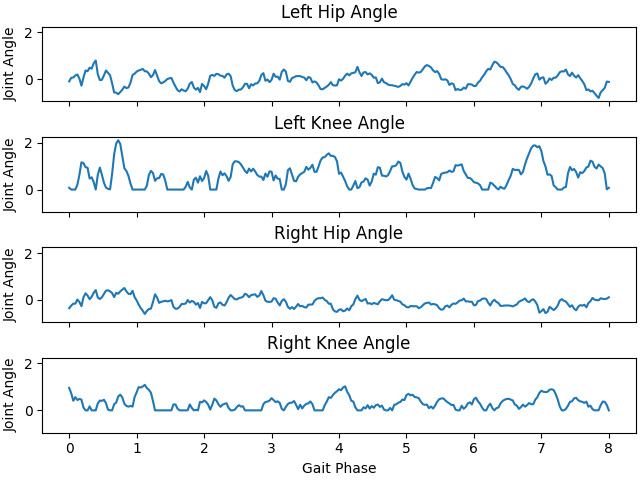 Left Hip Angle
Joint Angle
2
0
Left Knee Angle
Joint Angle
2
0
Right Hip Angle
Joint Angle
2
0
Right Knee Angle
Joint Angle
2
0
0 1 2 3 4 5 6 7 8
Gait Phase